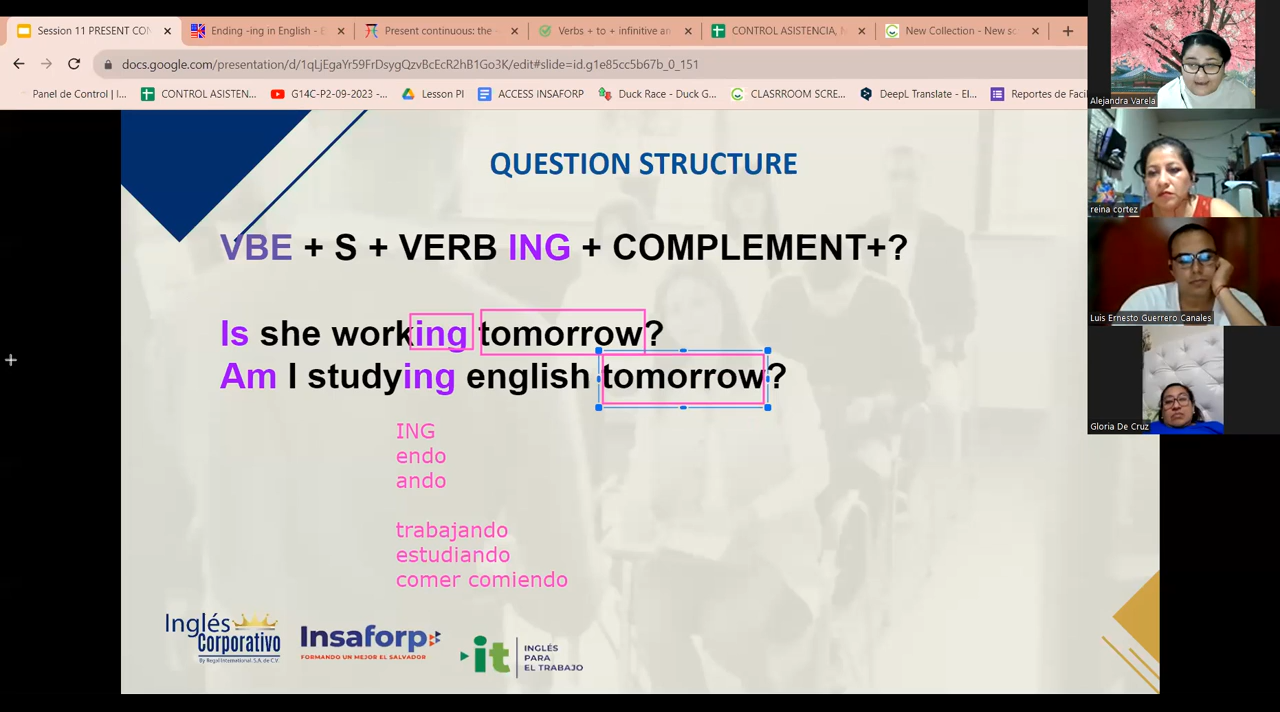 Session 11 PRESENT CON
Ending -ing in English - E
Present continuous: the -
Verbs + to + infinitive an
CONTROL ASISTENCIA, N
New Collection - New sc
docs.google.com/presentation/d/1qLjEgaYr59FrDsygQzvBcEcR2hB1Go3K/edit#slide=id.g1e85cc5b67b_0_151
Panel de Control | I...
CONTROL ASISTEN...
G14C-P2-09-2023 -...
Lesson Pl
ACCESS INSAFORP
Duck Race - Duck G...
CLASRROOM SCRE...
DeepL Translate - El...
Reportes de Facil
Alejandra Varela
reina cortez
Luis Ernesto Guerrero Canales
Gloria De Cruz
QUESTION STRUCTURE
VBE + S + VERB ING + COMPLEMENT+?
Is she working tomorrow?
Am I studying english tomorrow?
ING
endo
ando
trabajando
estudiando
comer comiendo
Inglés
Corporativo
By Regal International, S.A. de C.V.
Insaforp
FORMANDO UN MEJOR EL SALVADOR
it
INGLÉS
PARA
EL TRABAJO